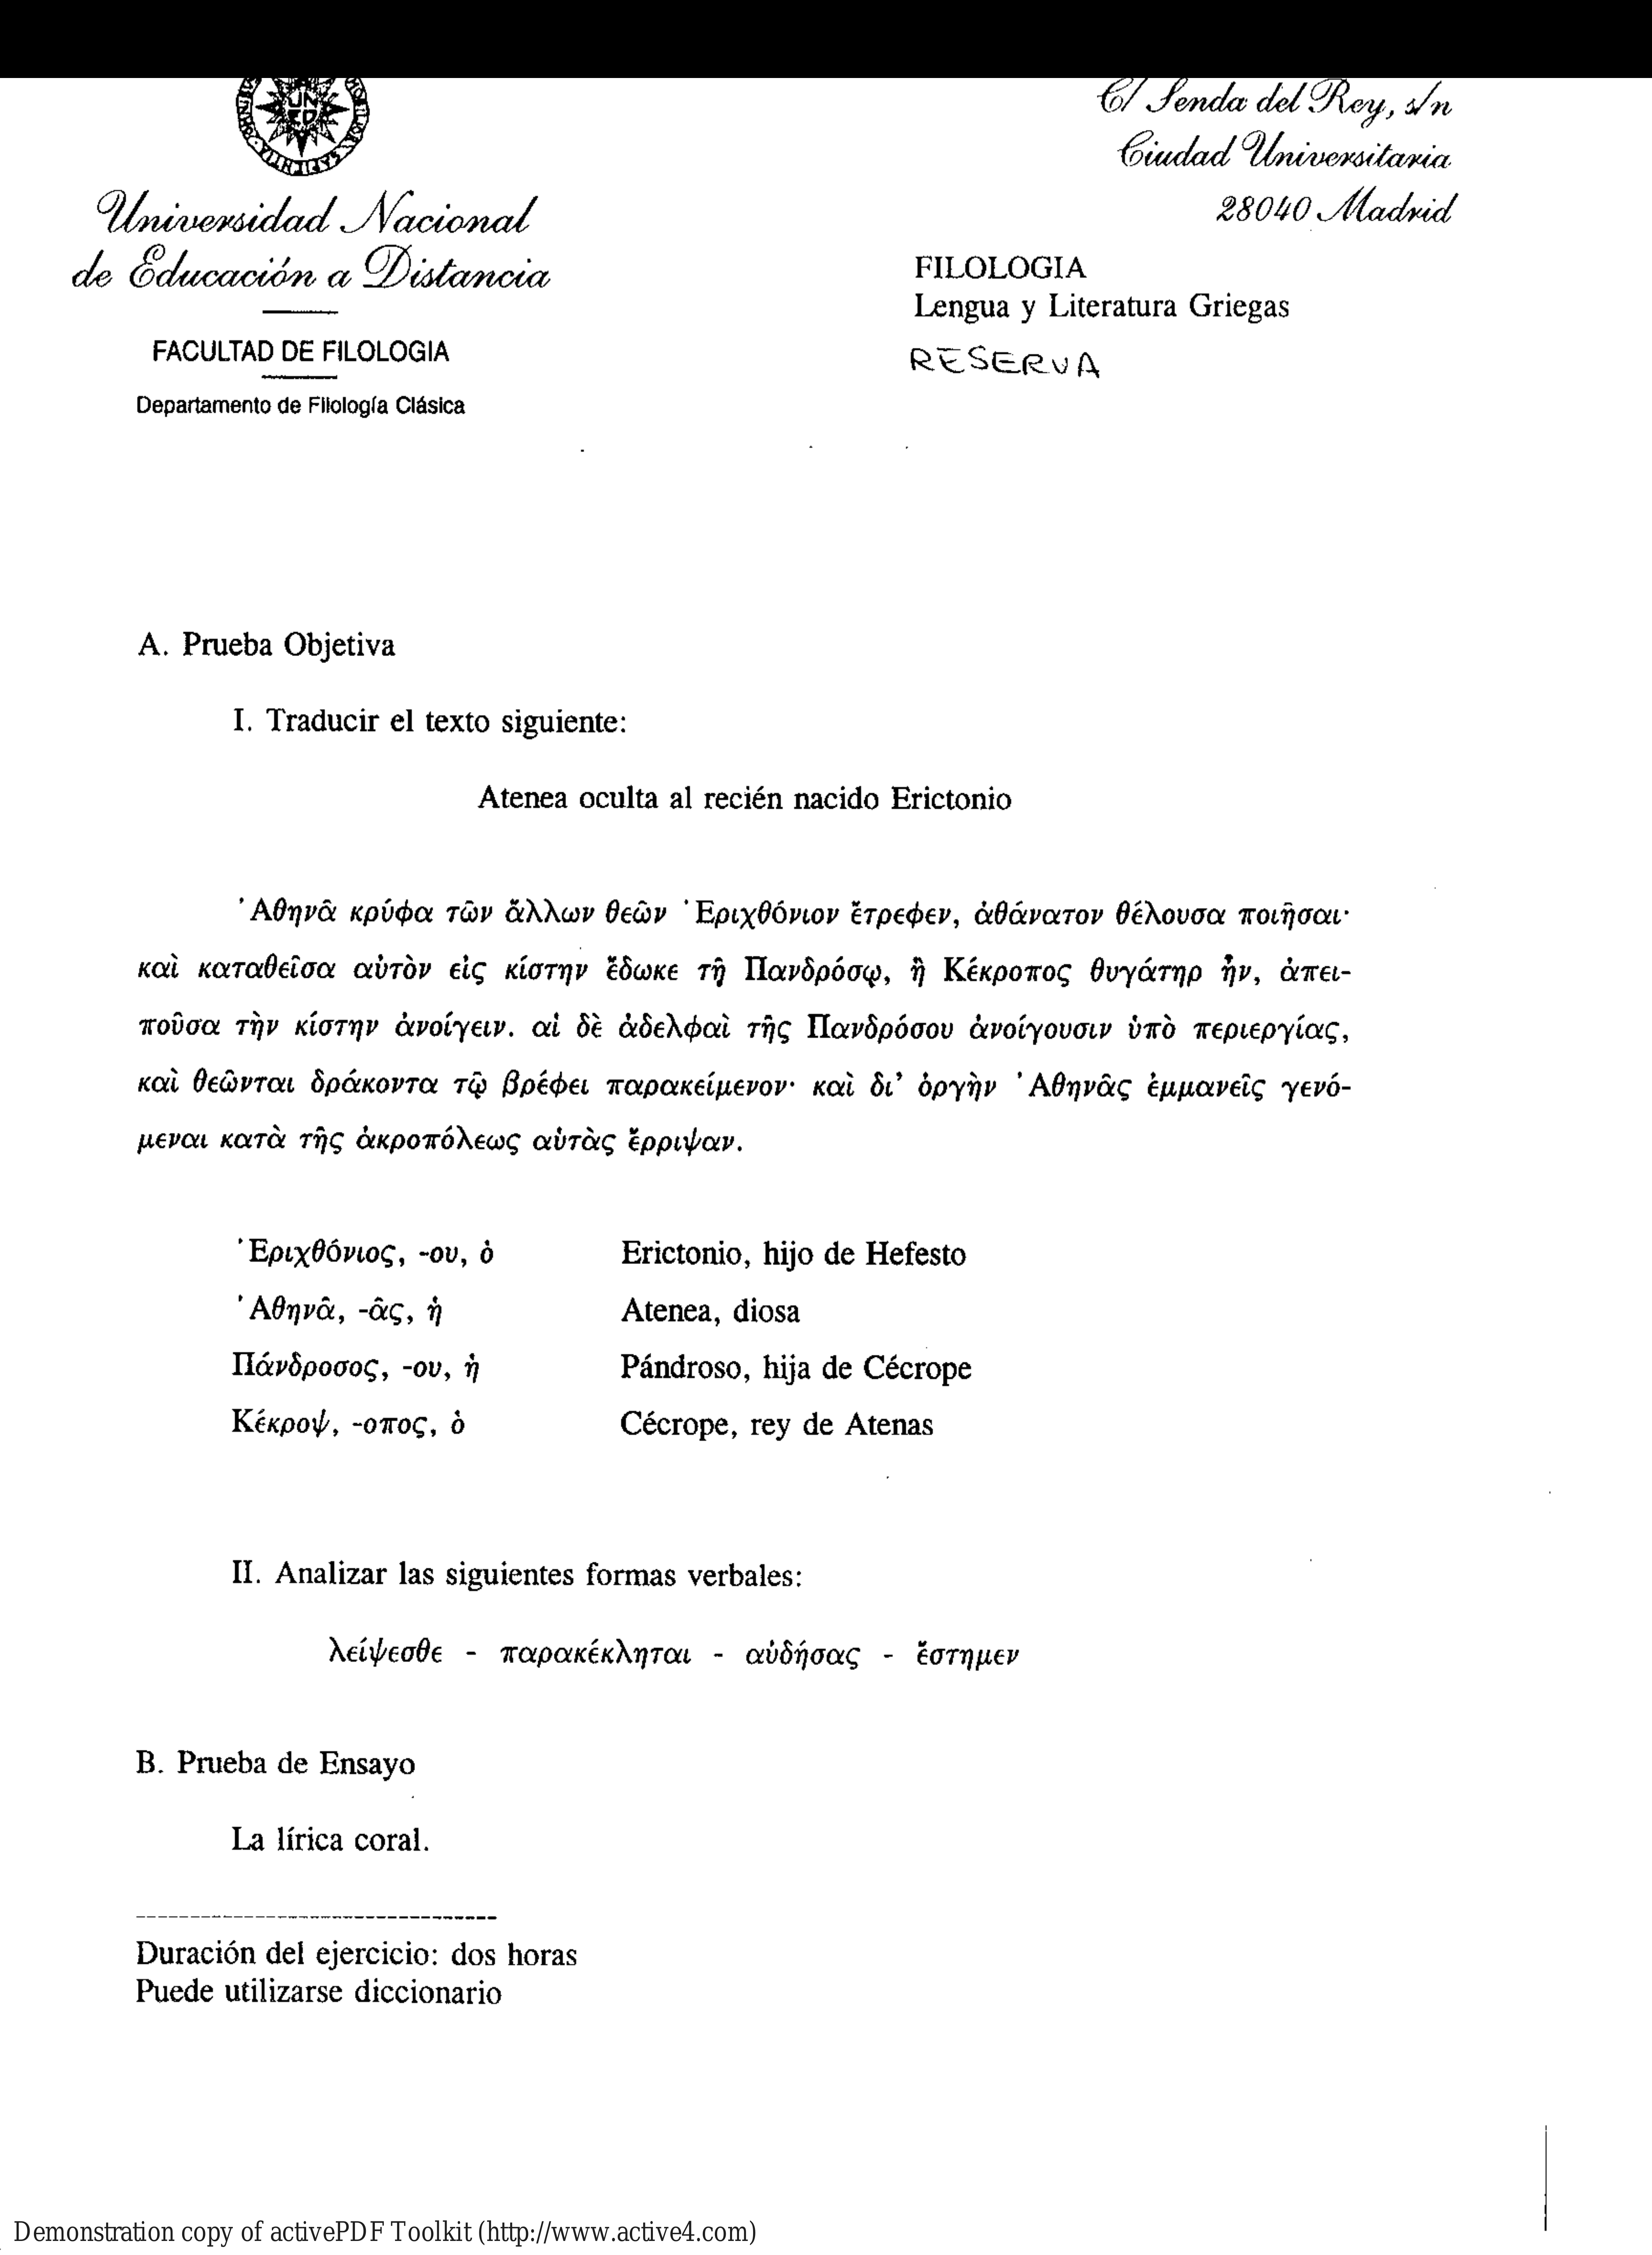 UNED
C/ Senda del Rey, s/n
Ciudad Universitaria
28040 Madrid
Universidad Nacional
de Educación a Distancia
FACULTAD DE FILOLOGIA
Departamento de Filología Clásica
FILOLOGIA
Lengua y Literatura Griegas
RESERVA
A. Prueba Objetiva
I. Traducir el texto siguiente:
Atenea oculta al recién nacido Erictonio
Ἀθηνᾶ κρύφα τῶν ἄλλων θεῶν Ἐριχθόνιον ἔτρεφεν, ἀθάνατον θέλουσα ποιῆσαι·
καὶ καταθεῖσα αὐτὸν εἰς κίστην ἔδωκε τῇ Πανδρόσῳ, ἣ Κέκροπος θυγάτηρ ἦν, ἀπει-
ποῦσα τὴν κίστην ἀνοίγειν. αἱ δὲ ἀδελφαὶ τῆς Πανδρόσου ἀνοίγουσιν ὑπὸ περιεργίας,
καὶ θεῶνται δράκοντα τῷ βρέφει παρακείμενον· καὶ δι’ ὀργὴν Ἀθηνᾶς ἐμμανεῖς γενό-
μεναι κατὰ τῆς ἀκροπόλεως αὑτὰς ἔρριψαν.
Ἐριχθόνιος, -ου, ὁ Erictonio, hijo de Hefesto
Ἀθηνᾶ, -ᾶς, ἡ Atenea, diosa
Πάνδροσος, -ου, ἡ Pándroso, hija de Cécrope
Κέκροψ, -οπος, ὁ Cécrope, rey de Atenas
II. Analizar las siguientes formas verbales:
λείψεσθε - παρακέκληται - αὐδήσας - ἔστημεν
B. Prueba de Ensayo
La lírica coral.
---------------------------------
Duración del ejercicio: dos horas
Puede utilizarse diccionario
Demonstration copy of activePDF Toolkit (http://www.active4.com)